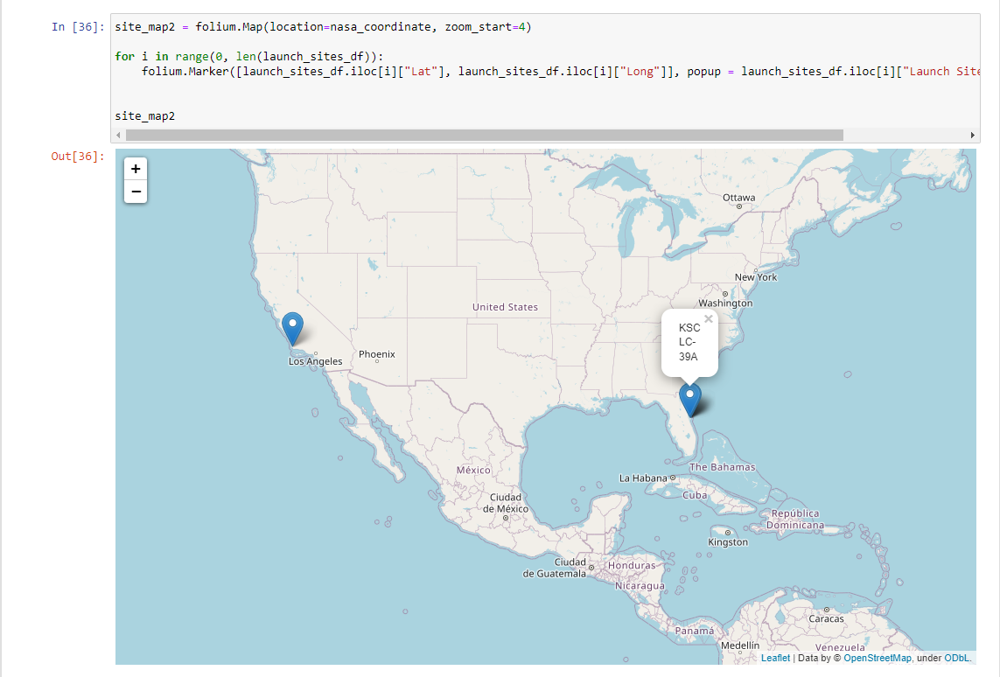 In [36]:
site_map2 = folium.Map(location=nasa_coordinate, zoom_start=4)
for i in range(0, len(launch_sites_df)):
    folium.Marker([launch_sites_df.iloc[i]["Lat"], launch_sites_df.iloc[i]["Long"]], popup = launch_sites_df.iloc[i]["Launch Site
site_map2
Out[36]:
+
−
Ottawa
New York
Washington
United States
×
KSC
LC-
39A
Phoenix
Los Angeles
México
The Bahamas
La Habana
Cuba
Ciudad
de México
República
Dominicana
Kingston
Ciudad
de Guatemala
Honduras
Nicaragua
Caracas
Panamá
Medellín
Venezuela
Leaflet | Data by © OpenStreetMap, under ODbL.